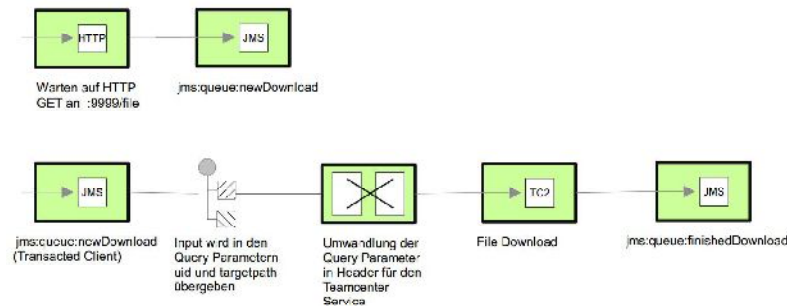 HTTP
JMS
Warten auf HTTP
GET an :9999/file
jms:queue:newDownload
JMS
TC2
JMS
jms:queue:newDownload
(Transacted Client)
Input wird in den
Query Parametern
uid und targetpath
übergeben
Umwandlung der
Query Parameter
in Header für den
Teamcenter
Service
File Download
jms:queue:finishedDownload